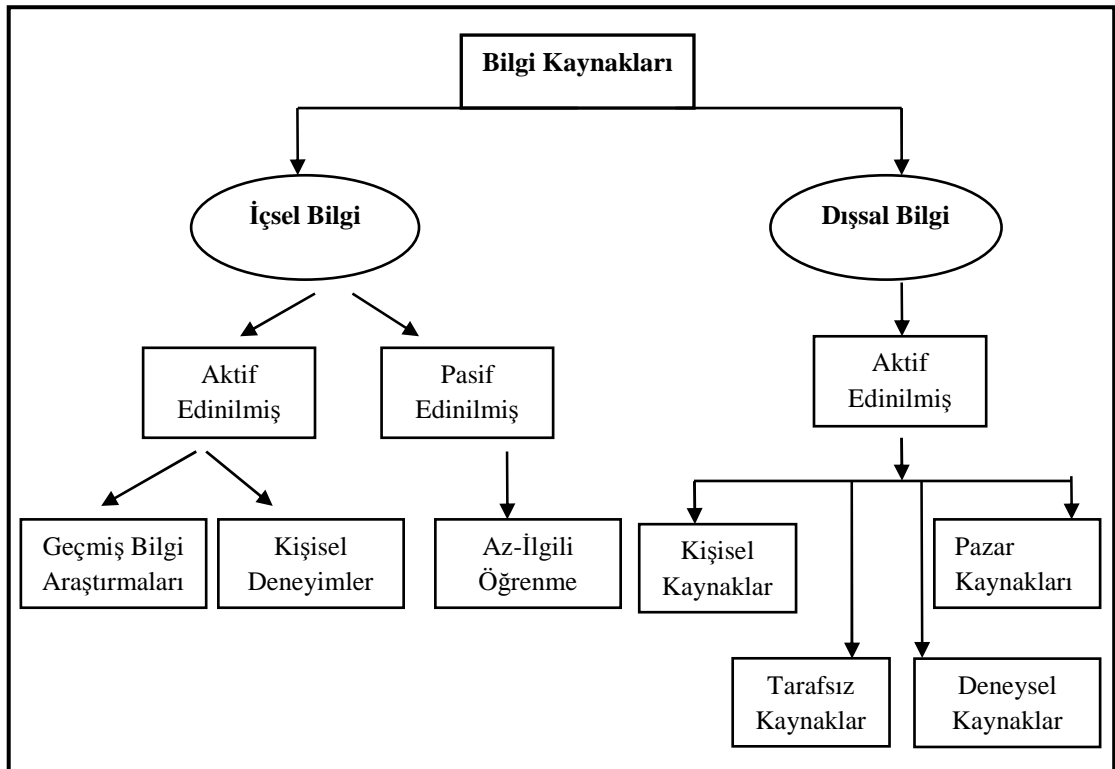 Bilgi Kaynakları
İçsel Bilgi
Dışsal Bilgi
Aktif
Edinilmiş
Pasif
Edinilmiş
Aktif
Edinilmiş
Geçmiş Bilgi
Araştırmaları
Kişisel
Deneyimler
Az-İlgili
Öğrenme
Kişisel
Kaynaklar
Pazar
Kaynakları
Tarafsız
Kaynaklar
Deneysel
Kaynaklar